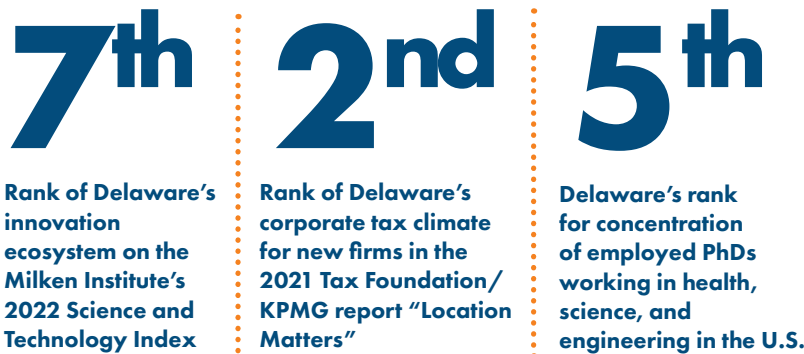 7th
Rank of Delaware's
innovation
ecosystem on the
Milken Institute's
2022 Science and
Technology Index
2nd
Rank of Delaware's
corporate tax climate
for new firms in the
2021 Tax Foundation/
KPMG report “Location
Matters”
5th
Delaware's rank
for concentration
of employed PhDs
working in health,
science, and
engineering in the U.S.